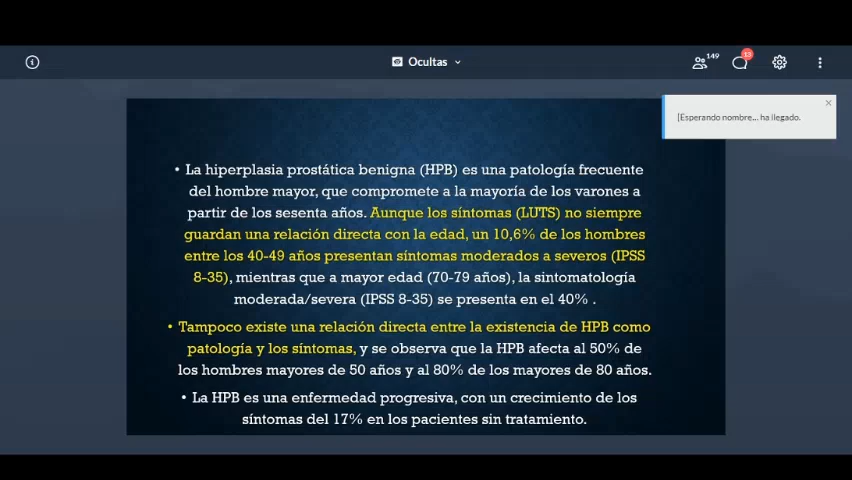 Ocultas
149
13
[Esperando nombre... ha llegado.
• La hiperplasia prostática benigna (HPB) es una patología frecuente
del hombre mayor, que compromete a la mayoría de los varones a
partir de los sesenta años. Aunque los síntomas (LUTS) no siempre
guardan una relación directa con la edad, un 10,6% de los hombres
entre los 40-49 años presentan síntomas moderados a severos (IPSS
8-35), mientras que a mayor edad (70-79 años), la sintomatología
moderada/severa (IPSS 8-35) se presenta en el 40% .
• Tampoco existe una relación directa entre la existencia de HPB como
patología y los síntomas, y se observa que la HPB afecta al 50% de
los hombres mayores de 50 años y al 80% de los mayores de 80 años.
• La HPB es una enfermedad progresiva, con un crecimiento de los
síntomas del 17% en los pacientes sin tratamiento.